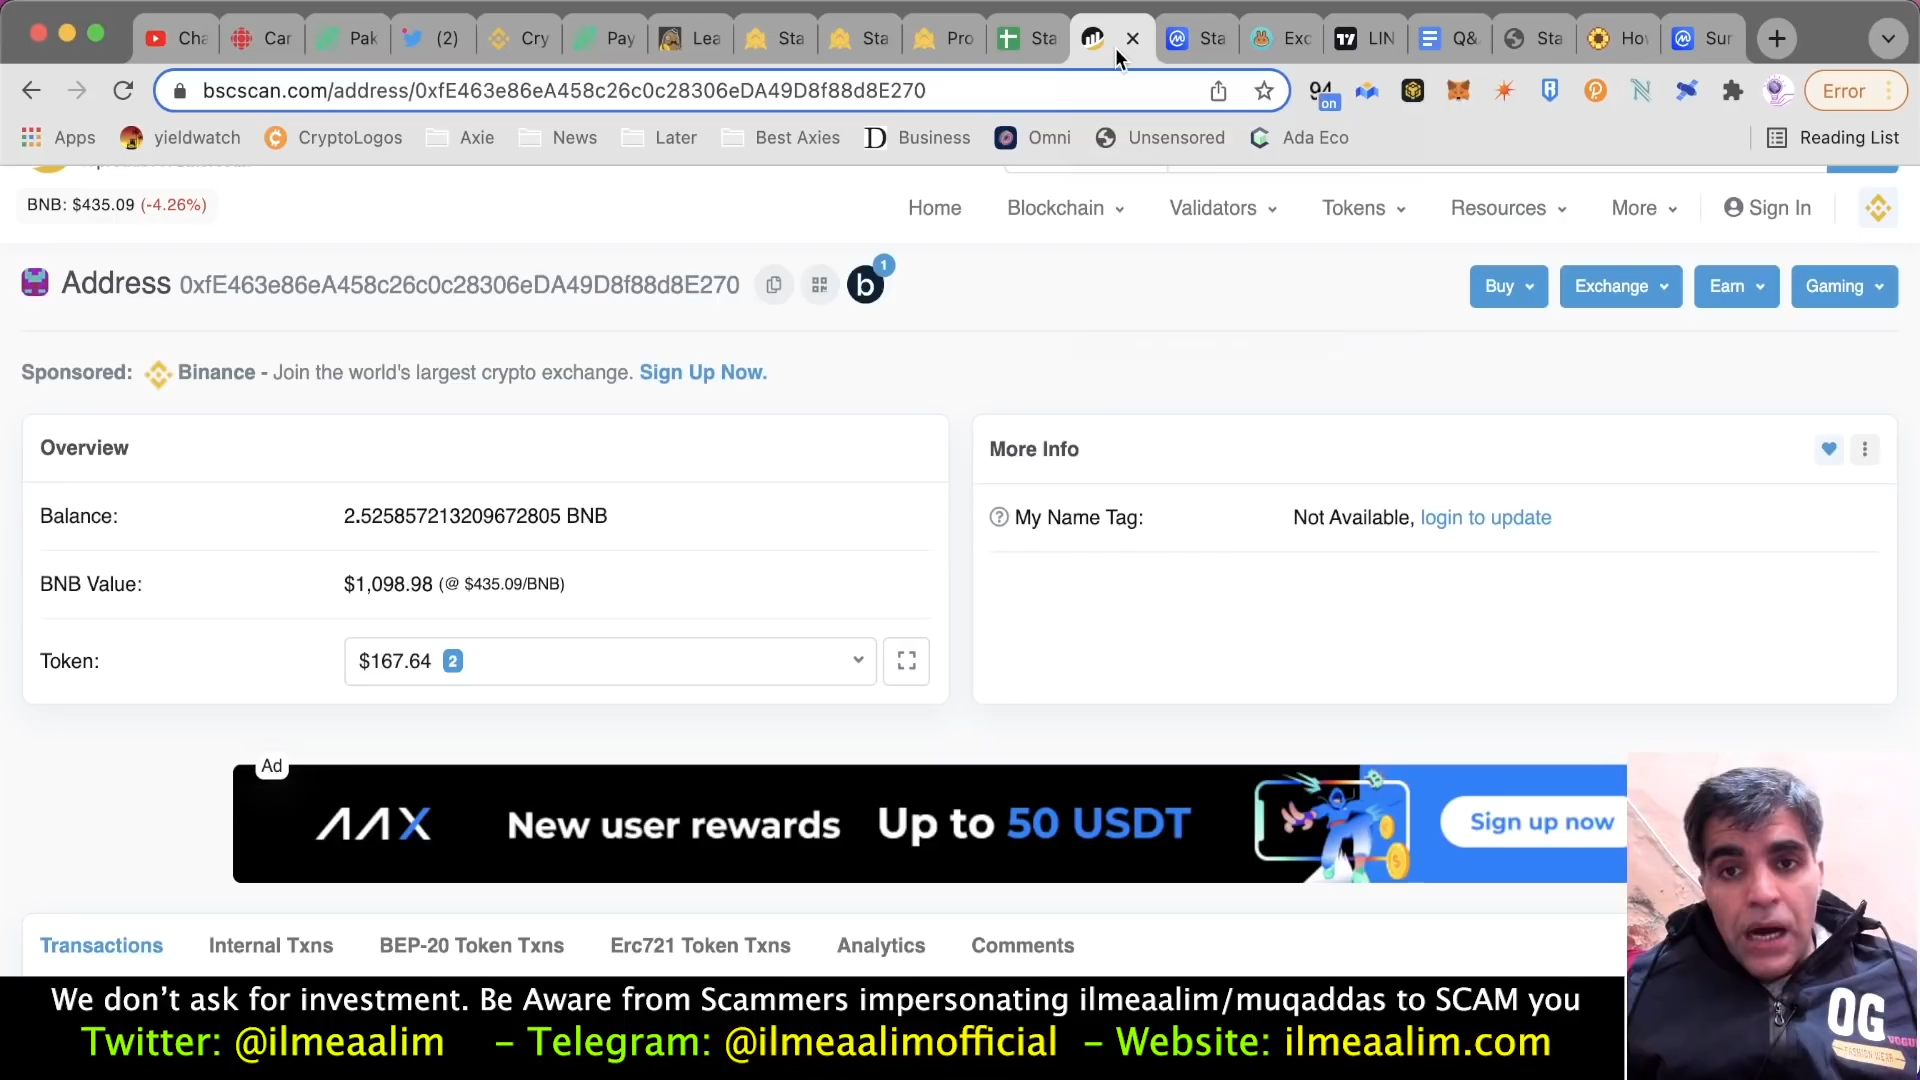 Cha
Car
Pak
(2)
Cry
Pay
Lea
Sta
Sta
Pro
Sta
Sta
Exc
LIN
Q&
Sta
Ho
Sur
bscscan.com/address/0xfE463e86eA458c26c0c28306eDA49D8f88d8E270
94
on
Error
Apps
yieldwatch
CryptoLogos
Axie
News
Later
Best Axies
Business
Omni
Unsensored
Ada Eco
Reading List
BNB: $435.09 (-4.26%)
Home
Blockchain
Validators
Tokens
Resources
More
Sign In
Address 0xfE463e86eA458c26c0c28306eDA49D8f88d8E270
b
1
Buy
Exchange
Earn
Gaming
Sponsored: Binance - Join the world's largest crypto exchange. Sign Up Now.
Overview
Balance: 2.525857213209672805 BNB
BNB Value: $1,098.98 (@ $435.09/BNB)
Token: $167.64 2
More Info
My Name Tag: Not Available, login to update
Ad
AAX New user rewards Up to 50 USDT
Sign up now
Transactions
Internal Txns
BEP-20 Token Txns
Erc721 Token Txns
Analytics
Comments
We don't ask for investment. Be Aware from Scammers impersonating ilmeaalim/muqaddas to SCAM you
Twitter: @ilmeaalim – Telegram: @ilmeaalimofficial – Website: ilmeaalim.com
OG
VOGU
FASHION WEAR